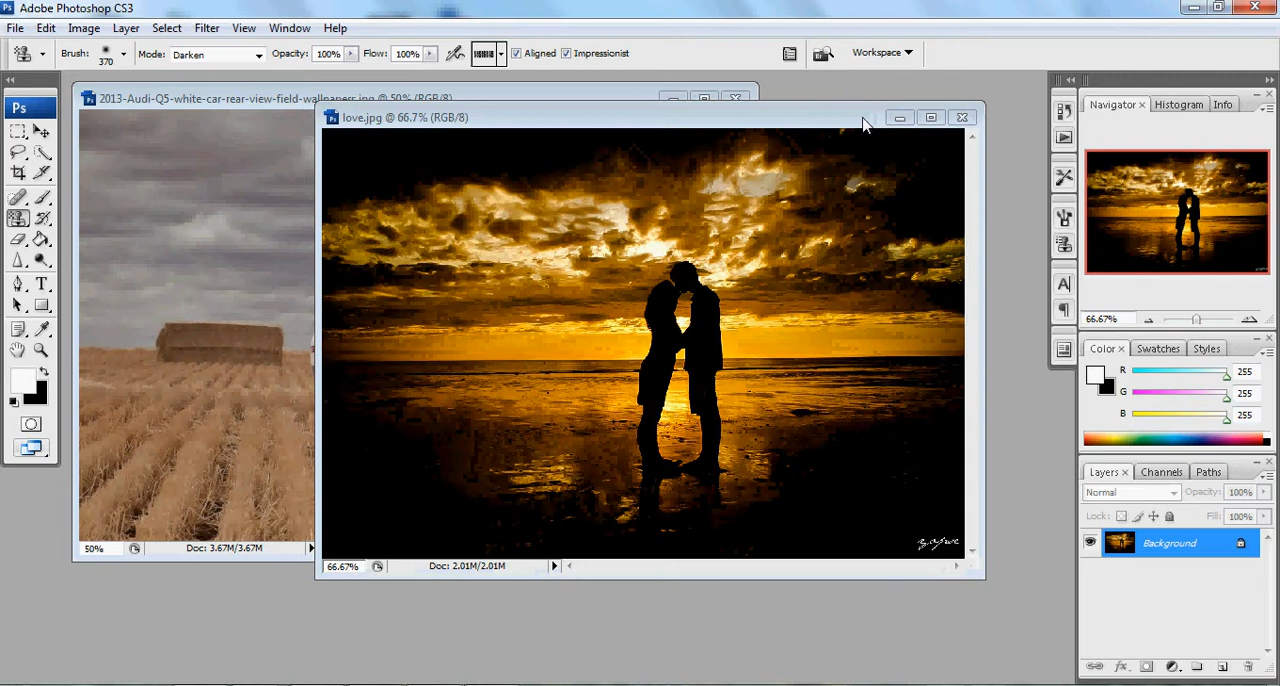 Ps Adobe Photoshop CS3
File Edit Image Layer Select Filter View Window Help
Brush: 370 Mode: Darken Opacity: 100% Flow: 100% Aligned Impressionist Workspace
Ps
2013-Audi-Q5-white-car-rear-view-field-wallpapers.jpg @ 50% (RGB/8)
50% Doc: 3.67M/3.67M
love.jpg @ 66.7% (RGB/8)
66.67% Doc: 2.01M/2.01M
Navigator × Histogram Info
66.67%
Color × Swatches Styles
R 255
G 255
B 255
Layers × Channels Paths
Normal Opacity: 100%
Lock: Fill: 100%
Background